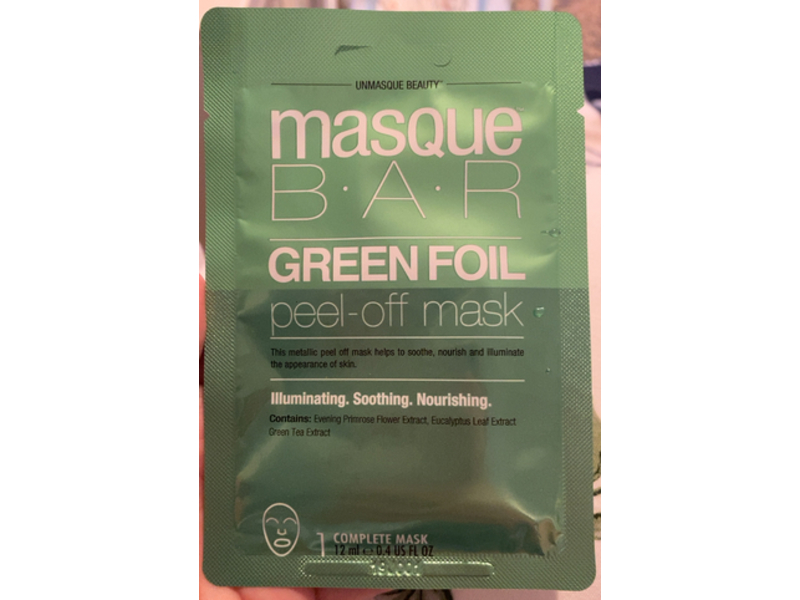 UNMASQUE BEAUTY™
masque™
B·A·R
GREEN FOIL
peel-off mask
This metallic peel off mask helps to soothe, nourish and illuminate
the appearance of skin.
Illuminating. Soothing. Nourishing.
Contains: Evening Primrose Flower Extract, Eucalyptus Leaf Extract
Green Tea Extract
1 COMPLETE MASK
12 ml e 0.4 US FL OZ